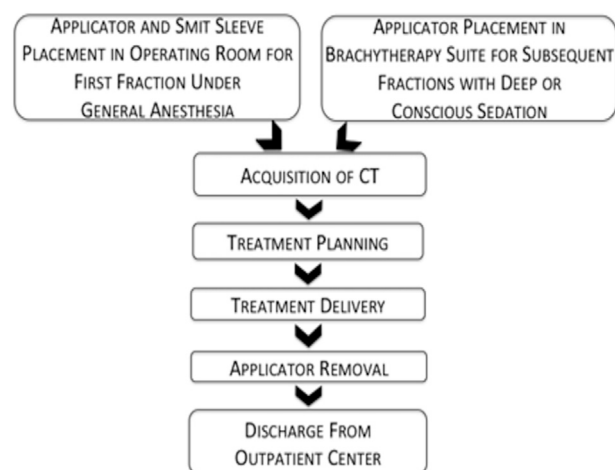 Applicator and Smit Sleeve
Placement in Operating Room for
First Fraction Under
General Anesthesia
Applicator Placement in
Brachytherapy Suite for Subsequent
Fractions with Deep or
Conscious Sedation
Acquisition of CT
Treatment Planning
Treatment Delivery
Applicator Removal
Discharge From
Outpatient Center